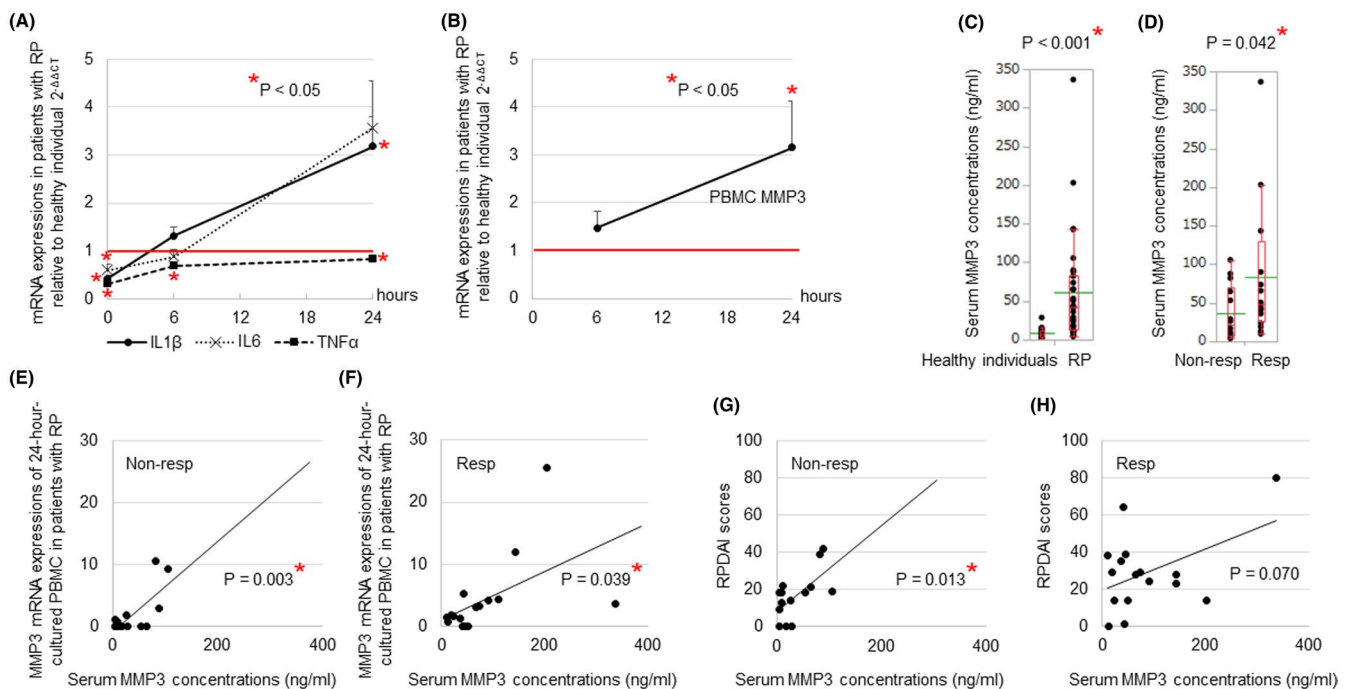 (A)
mRNA expressions in patients with RP
relative to healthy individual 2-ΔΔCT
5
4
3
2
1
0
* P < 0.05
*
*
*
*
*
*
*
0 6 12 18 24
hours
IL1β IL6 TNFα
(B)
mRNA expressions in patients with RP
relative to healthy individual 2-ΔΔCT
5
4
3
2
1
0
* P < 0.05
*
PBMC MMP3
0 6 12 18 24
hours
(C)
P < 0.001 *
Serum MMP3 concentrations (ng/ml)
350
300
250
200
150
100
50
0
Healthy individuals RP
(D)
P = 0.042 *
Serum MMP3 concentrations (ng/ml)
350
300
250
200
150
100
50
0
Non-resp Resp
(E)
MMP3 mRNA expressions of 24-hour-
cultured PBMC in patients with RP
30
20
10
0
Non-resp
P = 0.003 *
0 200 400
Serum MMP3 concentrations (ng/ml)
(F)
MMP3 mRNA expressions of 24-hour-
cultured PBMC in patients with RP
30
20
10
0
Resp
P = 0.039 *
0 200 400
Serum MMP3 concentrations (ng/ml)
(G)
RPDAI scores
100
80
60
40
20
0
Non-resp
P = 0.013 *
0 200 400
Serum MMP3 concentrations (ng/ml)
(H)
RPDAI scores
100
80
60
40
20
0
Resp
P = 0.070
0 200 400
Serum MMP3 concentrations (ng/ml)